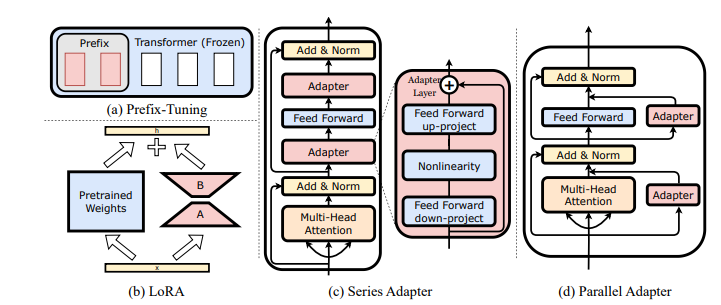 Prefix
Transformer (Frozen)
(a) Prefix-Tuning
h
Pretrained
Weights
B
A
x
(b) LoRA
Add & Norm
Adapter
Feed Forward
Adapter
Add & Norm
Multi-Head
Attention
Adapter
Layer
+
Feed Forward
up-project
Nonlinearity
Feed Forward
down-project
(c) Series Adapter
Add & Norm
Feed Forward
Adapter
Add & Norm
Multi-Head
Attention
Adapter
(d) Parallel Adapter